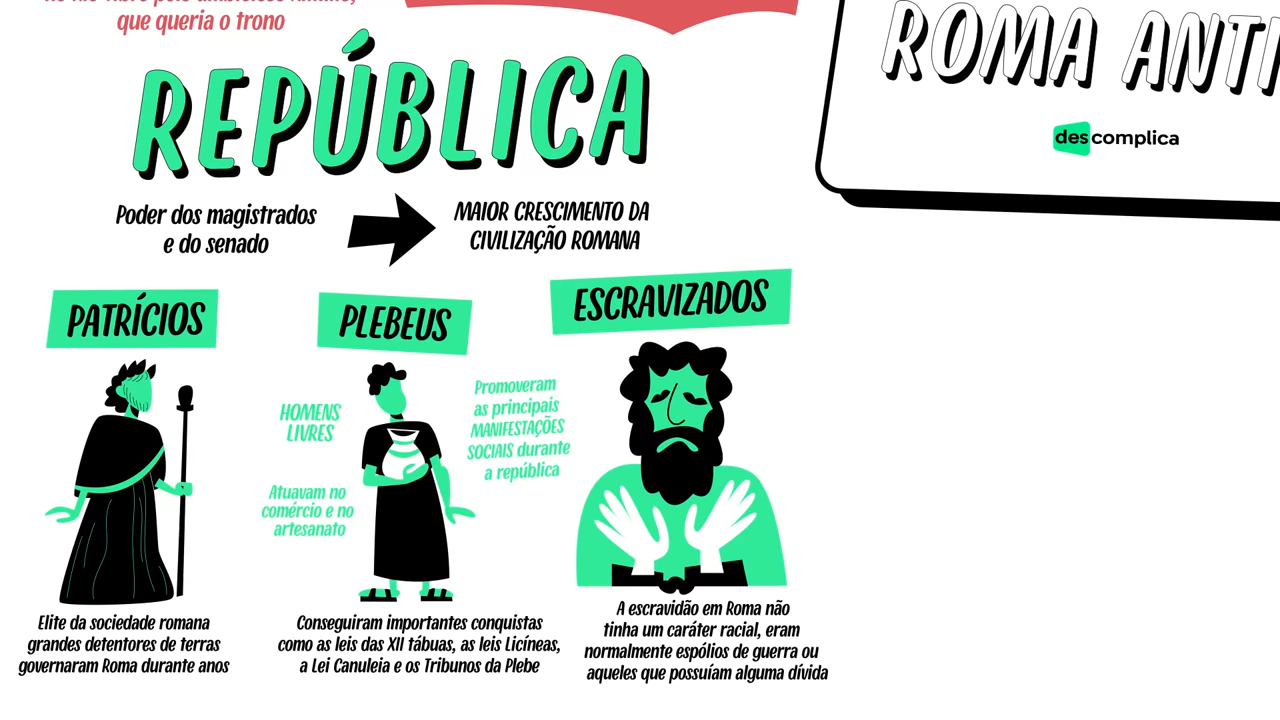 que queria o trono
ROMA ANTI
descomplica
REPÚBLICA
Poder dos magistrados
e do senado
MAIOR CRESCIMENTO DA
CIVILIZAÇÃO ROMANA
PATRÍCIOS
Elite da sociedade romana
grandes detentores de terras
governaram Roma durante anos
PLEBEUS
HOMENS
LIVRES
Atuavam no
comércio e no
artesanato
Promoveram
as principais
MANIFESTAÇÕES
SOCIAIS durante
a república
Conseguiram importantes conquistas
como as leis das XII tábuas, as leis Licíneas,
a Lei Canuleia e os Tribunos da Plebe
ESCRAVIZADOS
A escravidão em Roma não
tinha um caráter racial, eram
normalmente espólios de guerra ou
aqueles que possuíam alguma dívida